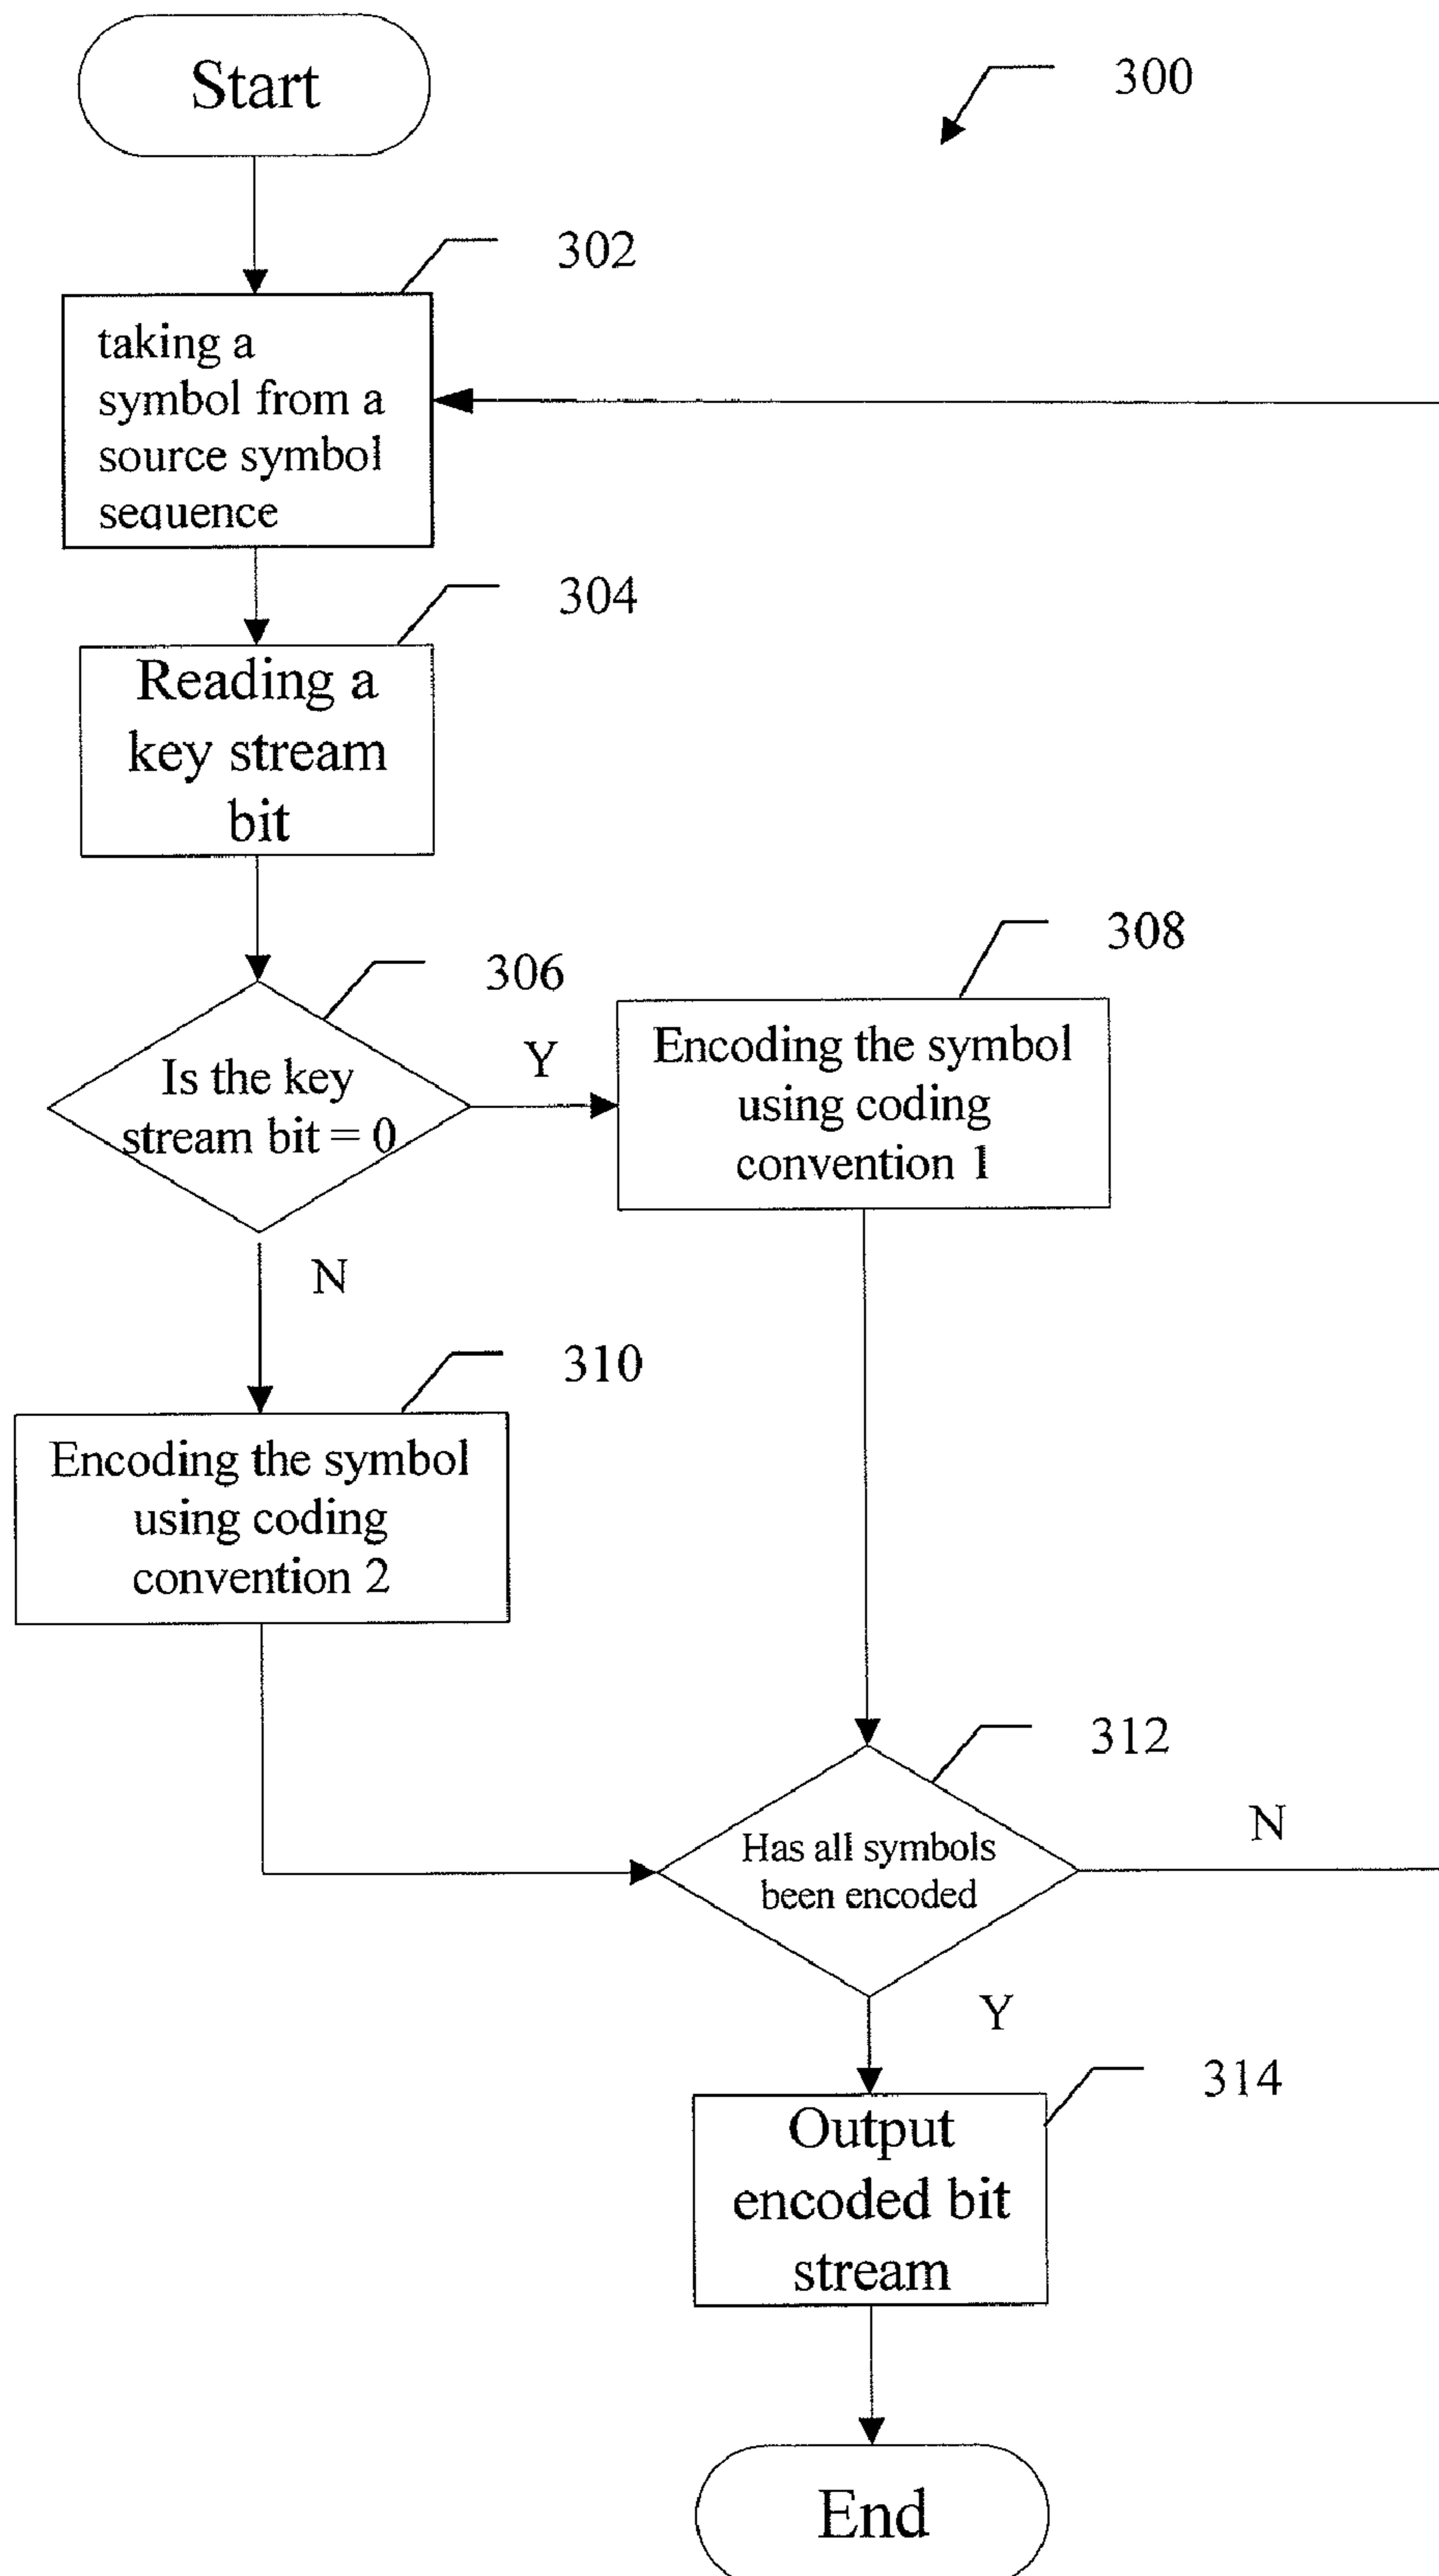 Start
300
302
taking a
symbol from a
source symbol
sequence
304
Reading a
key stream
bit
306
Is the key
stream bit = 0
Y
308
Encoding the symbol
using coding
convention 1
N
310
Encoding the symbol
using coding
convention 2
312
Has all symbols
been encoded
N
Y
314
Output
encoded bit
stream
End